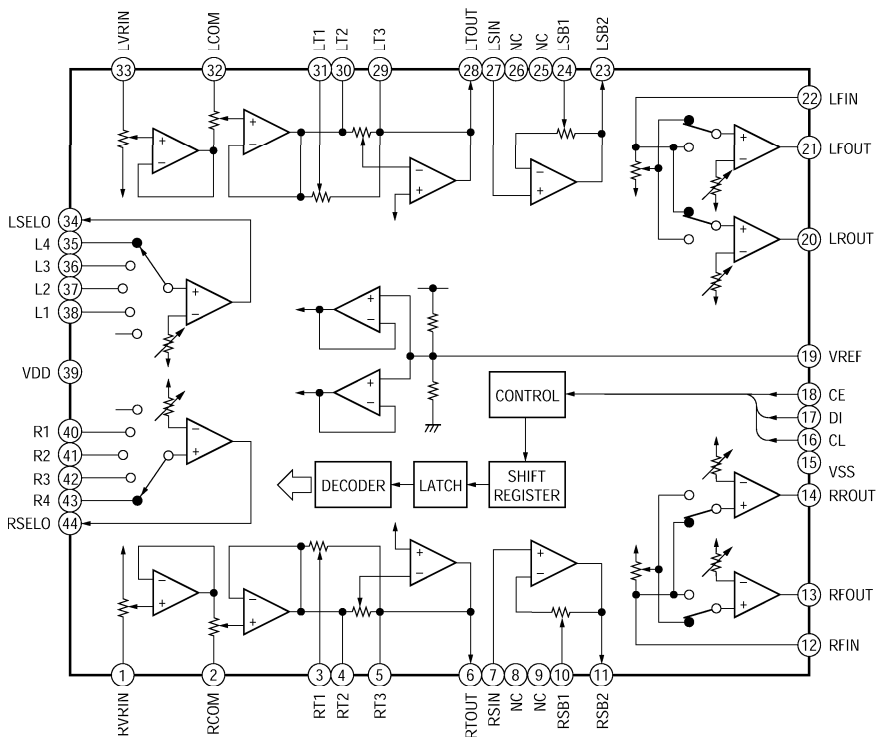 LVRIN
LCOM
LT1
LT2
LT3
LTOUT
LSIN
NC
NC
LSB1
LSB2
33
32
31
30
29
28
27
26
25
24
23
22 LFIN
21 LFOUT
20 LROUT
19 VREF
18 CE
17 DI
16 CL
15 VSS
14 RROUT
13 RFOUT
12 RFIN
LSELO 34
L4 35
L3 36
L2 37
L1 38
VDD 39
R1 40
R2 41
R3 42
R4 43
RSELO 44
CONTROL
DECODER
LATCH
SHIFT
REGISTER
+
−
+
−
+
−
+
−
+
−
+
−
+
−
+
−
+
−
+
−
−
+
−
+
−
+
−
+
+
−
+
−
−
+
−
+
1
2
3
4
5
6
7
8
9
10
11
RVRIN
RCOM
RT1
RT2
RT3
RTOUT
RSIN
NC
NC
RSB1
RSB2